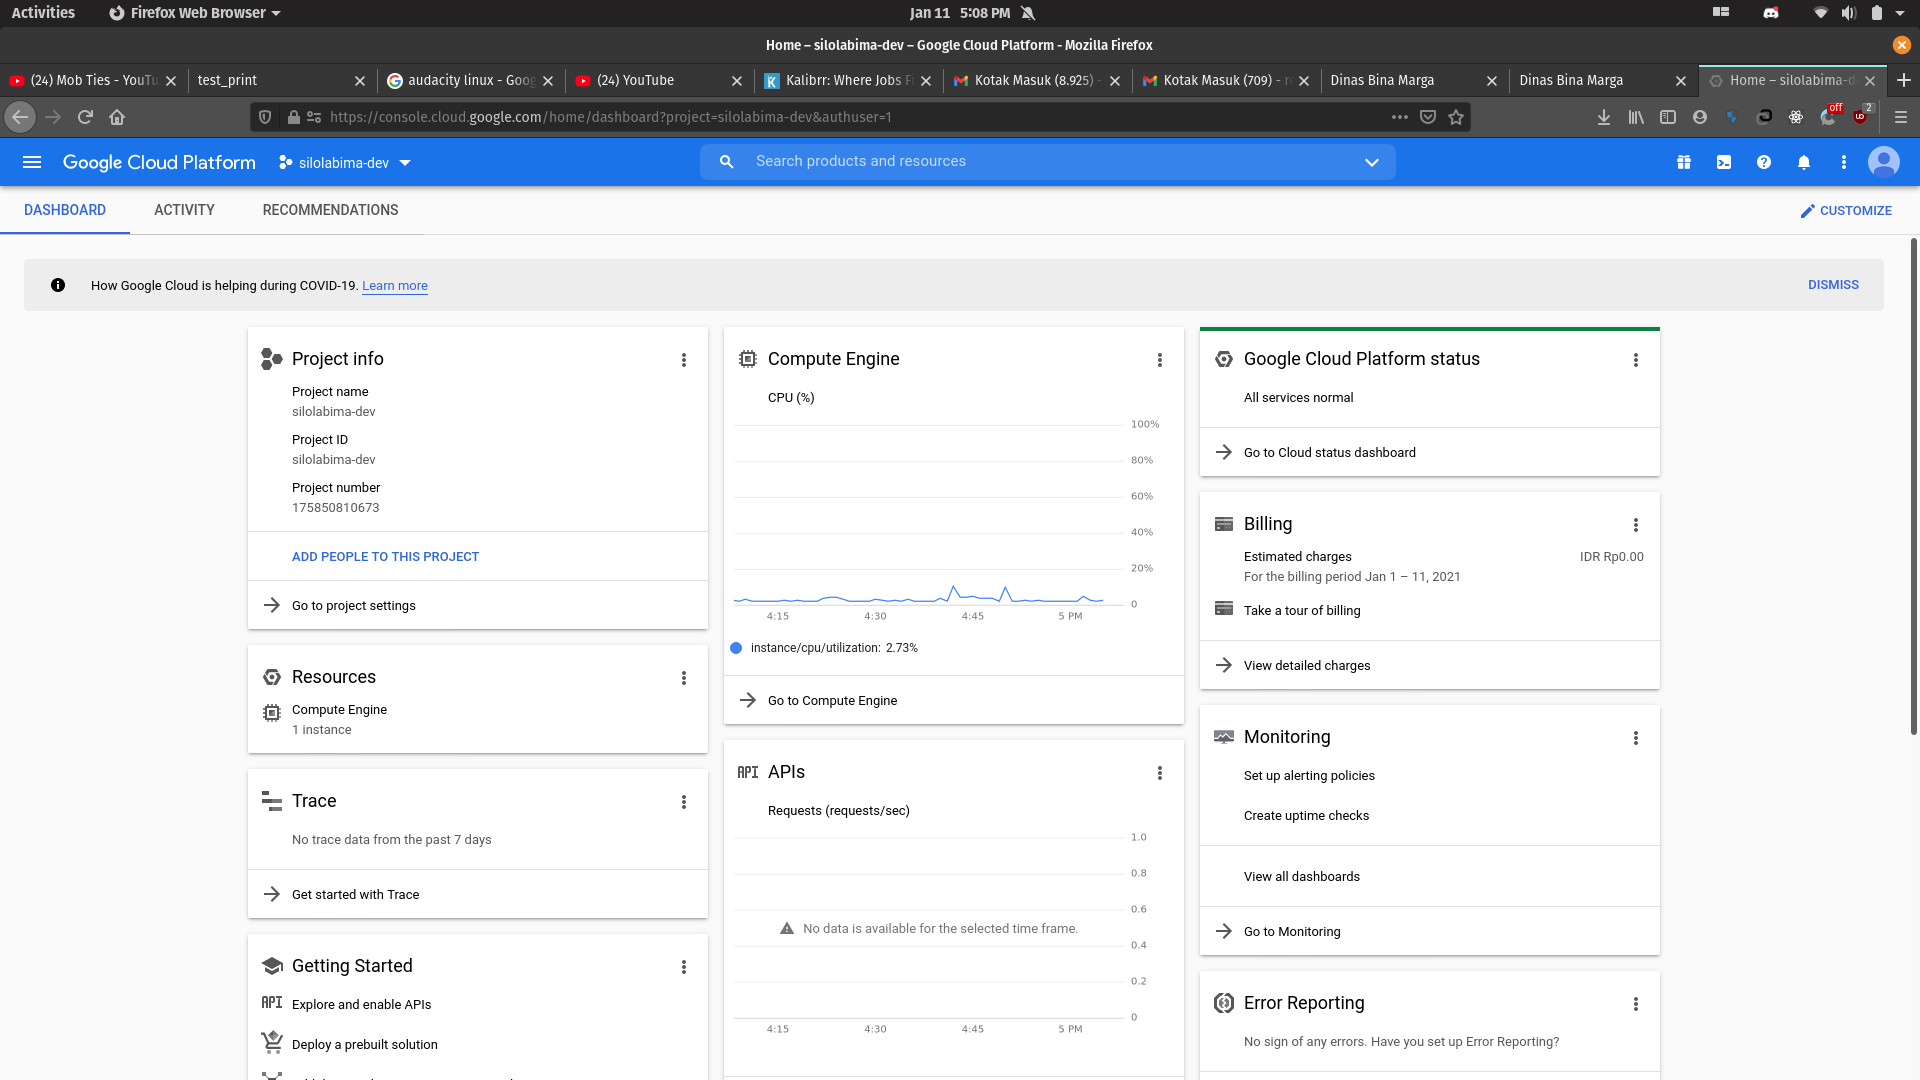 Activities
Firefox Web Browser
Jan 11 5:08 PM
Home – silolabima-dev – Google Cloud Platform - Mozilla Firefox
(24) Mob Ties - YouTu
test_print
audacity linux - Goog
(24) YouTube
Kalibrr: Where Jobs F
Kotak Masuk (8.925) -
Kotak Masuk (709) - r
Dinas Bina Marga
Dinas Bina Marga
Home – silolabima-d
https://console.cloud.google.com/home/dashboard?project=silolabima-dev&authuser=1
off
2
Google Cloud Platform
silolabima-dev
Search products and resources
DASHBOARD
ACTIVITY
RECOMMENDATIONS
CUSTOMIZE
How Google Cloud is helping during COVID-19. Learn more
DISMISS
Project info
Project name
silolabima-dev
Project ID
silolabima-dev
Project number
175850810673
ADD PEOPLE TO THIS PROJECT
Go to project settings
Resources
Compute Engine
1 instance
Trace
No trace data from the past 7 days
Get started with Trace
Getting Started
API Explore and enable APIs
Deploy a prebuilt solution
Compute Engine
CPU (%)
100%
80%
60%
40%
20%
0
4:15 4:30 4:45 5 PM
instance/cpu/utilization: 2.73%
Go to Compute Engine
API APIs
Requests (requests/sec)
1.0
0.8
0.6
No data is available for the selected time frame.
0.4
0.2
0
4:15 4:30 4:45 5 PM
Google Cloud Platform status
All services normal
Go to Cloud status dashboard
Billing
Estimated charges IDR Rp0.00
For the billing period Jan 1 – 11, 2021
Take a tour of billing
View detailed charges
Monitoring
Set up alerting policies
Create uptime checks
View all dashboards
Go to Monitoring
Error Reporting
No sign of any errors. Have you set up Error Reporting?